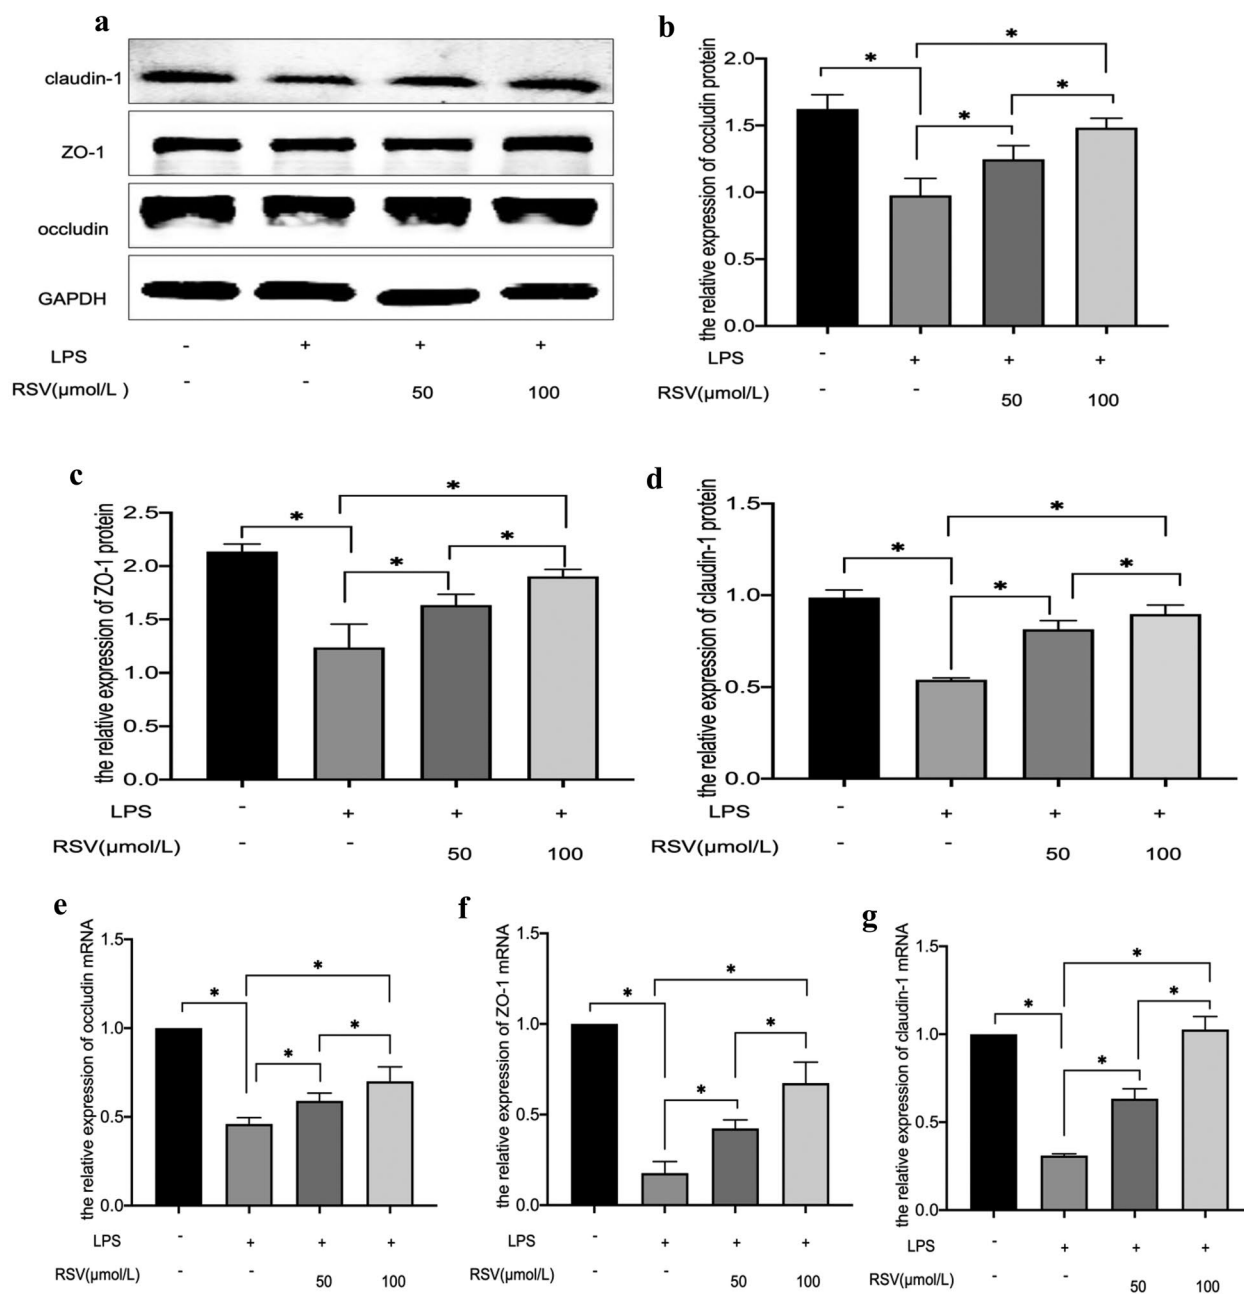 a
claudin-1
ZO-1
occludin
GAPDH
LPS - + + +
RSV(μmol/L ) - - 50 100
b
the relative expression of occludin protein
2.0
1.5
1.0
0.5
0.0
* * * *
LPS - + + +
RSV(μmol/L) - - 50 100
c
the relative expression of ZO-1 protein
2.5
2.0
1.5
1.0
0.5
0.0
* * * *
LPS - + + +
RSV(μmol/L) - - 50 100
d
the relative expression of claudin-1 protein
1.5
1.0
0.5
0.0
* * * *
LPS - + + +
RSV(μmol/L) - - 50 100
e
the relative expression of occludin mRNA
1.5
1.0
0.5
0.0
* * * *
LPS - + + +
RSV(μmol/L) - - 50 100
f
the relative expression of ZO-1 mRNA
1.5
1.0
0.5
0.0
* * * *
LPS - + + +
RSV(μmol/L) - - 50 100
g
the relative expression of claudin-1 mRNA
1.5
1.0
0.5
0.0
* * * *
LPS - + + +
RSV(μmol/L) - - 50 100